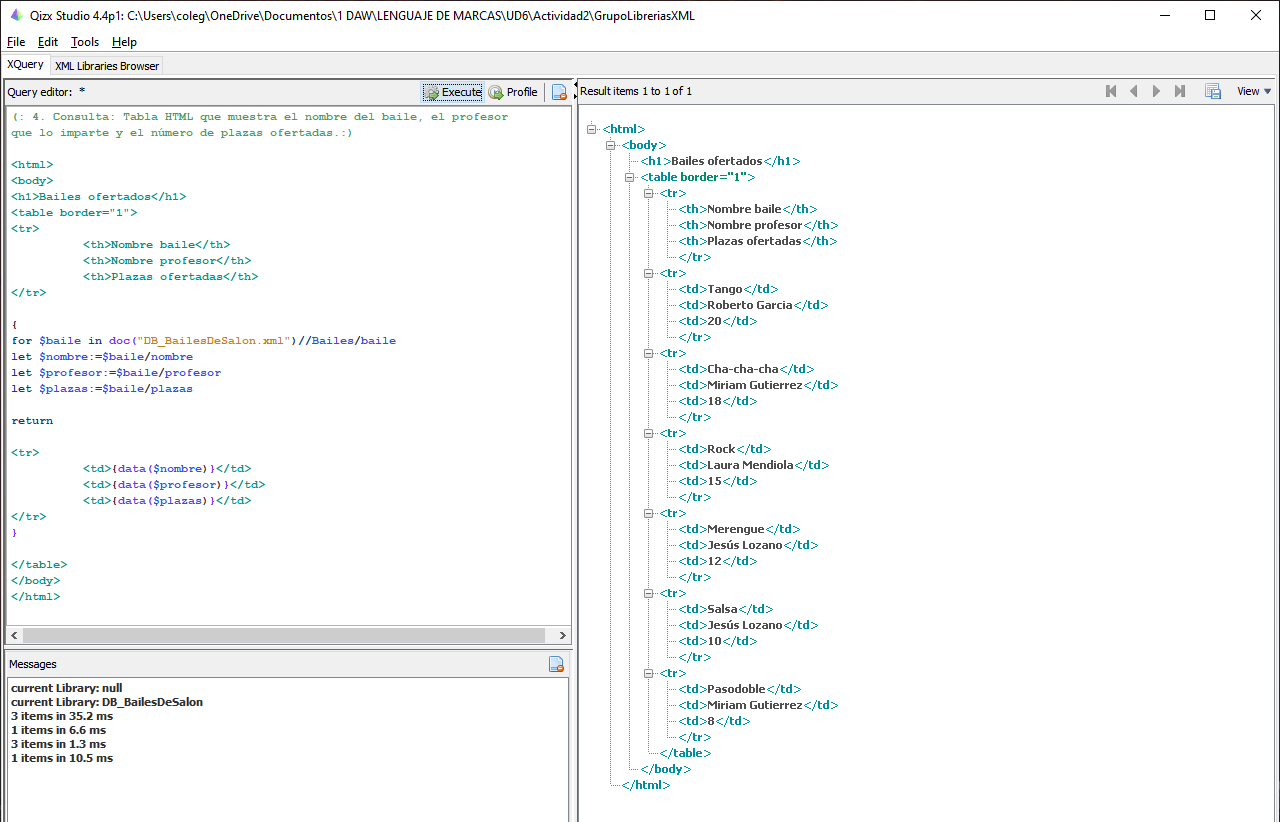 Qizx Studio 4.4p1: C:\Users\coleg\OneDrive\Documentos\1 DAW\LENGUAJE DE MARCAS\UD6\Actividad2\GrupoLibreriasXML
File Edit Tools Help
XQuery XML Libraries Browser
Query editor: * Execute Profile
(: 4. Consulta: Tabla HTML que muestra el nombre del baile, el profesor
que lo imparte y el número de plazas ofertadas.:)
<html>
<body>
<h1>Bailes ofertados</h1>
<table border="1">
<tr>
<th>Nombre baile</th>
<th>Nombre profesor</th>
<th>Plazas ofertadas</th>
</tr>
{
for $baile in doc("DB_BailesDeSalon.xml")//Bailes/baile
let $nombre:=$baile/nombre
let $profesor:=$baile/profesor
let $plazas:=$baile/plazas
return
<tr>
<td>{data($nombre)}</td>
<td>{data($profesor)}</td>
<td>{data($plazas)}</td>
</tr>
}
</table>
</body>
</html>
Messages
current Library: null
current Library: DB_BailesDeSalon
3 items in 35.2 ms
1 items in 6.6 ms
3 items in 1.3 ms
1 items in 10.5 ms
Result items 1 to 1 of 1 View
<html>
<body>
<h1>Bailes ofertados</h1>
<table border="1">
<tr>
<th>Nombre baile</th>
<th>Nombre profesor</th>
<th>Plazas ofertadas</th>
</tr>
<tr>
<td>Tango</td>
<td>Roberto Garcia</td>
<td>20</td>
</tr>
<tr>
<td>Cha-cha-cha</td>
<td>Miriam Gutierrez</td>
<td>18</td>
</tr>
<tr>
<td>Rock</td>
<td>Laura Mendiola</td>
<td>15</td>
</tr>
<tr>
<td>Merengue</td>
<td>Jesús Lozano</td>
<td>12</td>
</tr>
<tr>
<td>Salsa</td>
<td>Jesús Lozano</td>
<td>10</td>
</tr>
<tr>
<td>Pasodoble</td>
<td>Miriam Gutierrez</td>
<td>8</td>
</tr>
</table>
</body>
</html>